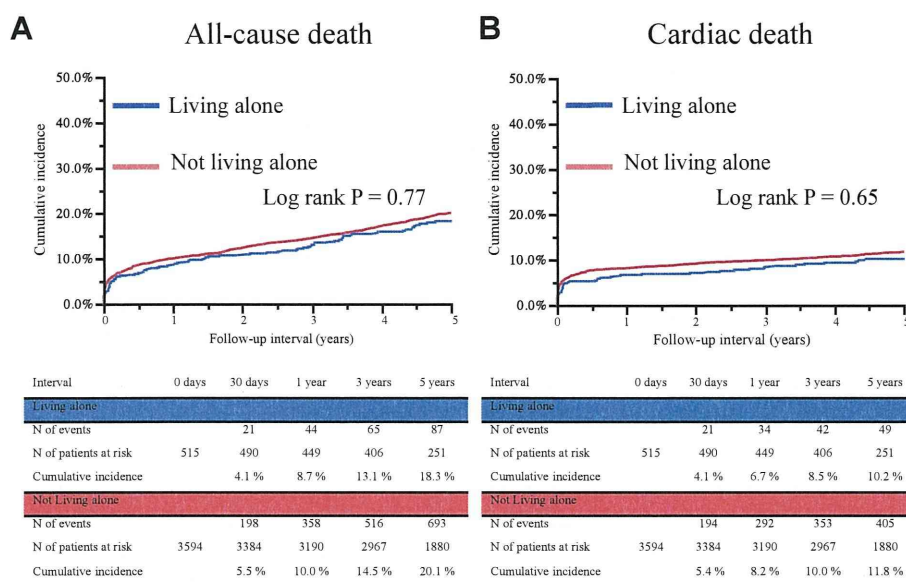 A
All-cause death
50.0%
40.0%
30.0%
20.0%
10.0%
0.0%
Cumulative incidence
Living alone
Not living alone
Log rank P = 0.77
0 1 2 3 4 5
Follow-up interval (years)
Interval 0 days 30 days 1 year 3 years 5 years
Living alone
N of events 21 44 65 87
N of patients at risk 515 490 449 406 251
Cumulative incidence 4.1 % 8.7 % 13.1 % 18.3 %
Not Living alone
N of events 198 358 516 693
N of patients at risk 3594 3384 3190 2967 1880
Cumulative incidence 5.5 % 10.0 % 14.5 % 20.1 %
B
Cardiac death
50.0%
40.0%
30.0%
20.0%
10.0%
0.0%
Cumulative incidence
Living alone
Not living alone
Log rank P = 0.65
0 1 2 3 4 5
Follow-up interval (years)
Interval 0 days 30 days 1 year 3 years 5 years
Living alone
N of events 21 34 42 49
N of patients at risk 515 490 449 406 251
Cumulative incidence 4.1 % 6.7 % 8.5 % 10.2 %
Not Living alone
N of events 194 292 353 405
N of patients at risk 3594 3384 3190 2967 1880
Cumulative incidence 5.4 % 8.2 % 10.0 % 11.8 %